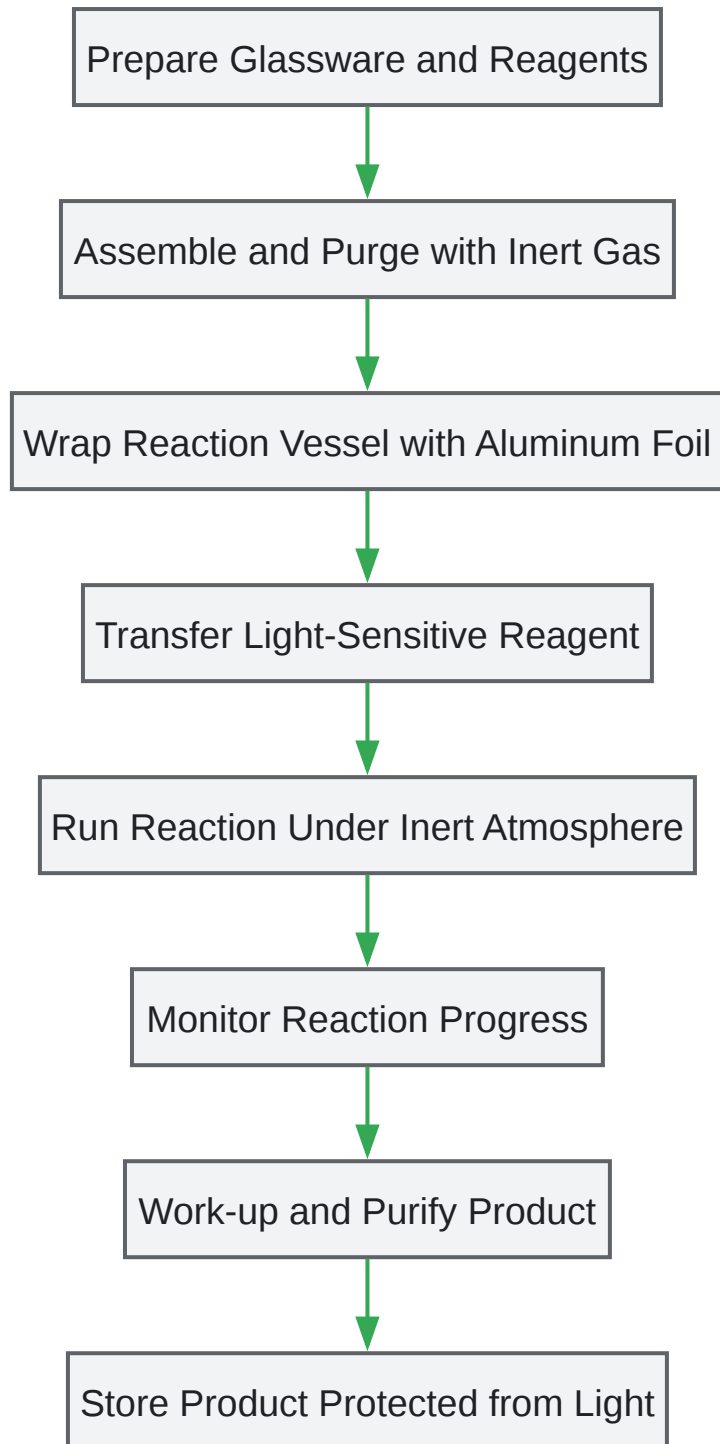 Prepare Glassware and Reagents
Assemble and Purge with Inert Gas
Wrap Reaction Vessel with Aluminum Foil
Transfer Light-Sensitive Reagent
Run Reaction Under Inert Atmosphere
Monitor Reaction Progress
Work-up and Purify Product
Store Product Protected from Light